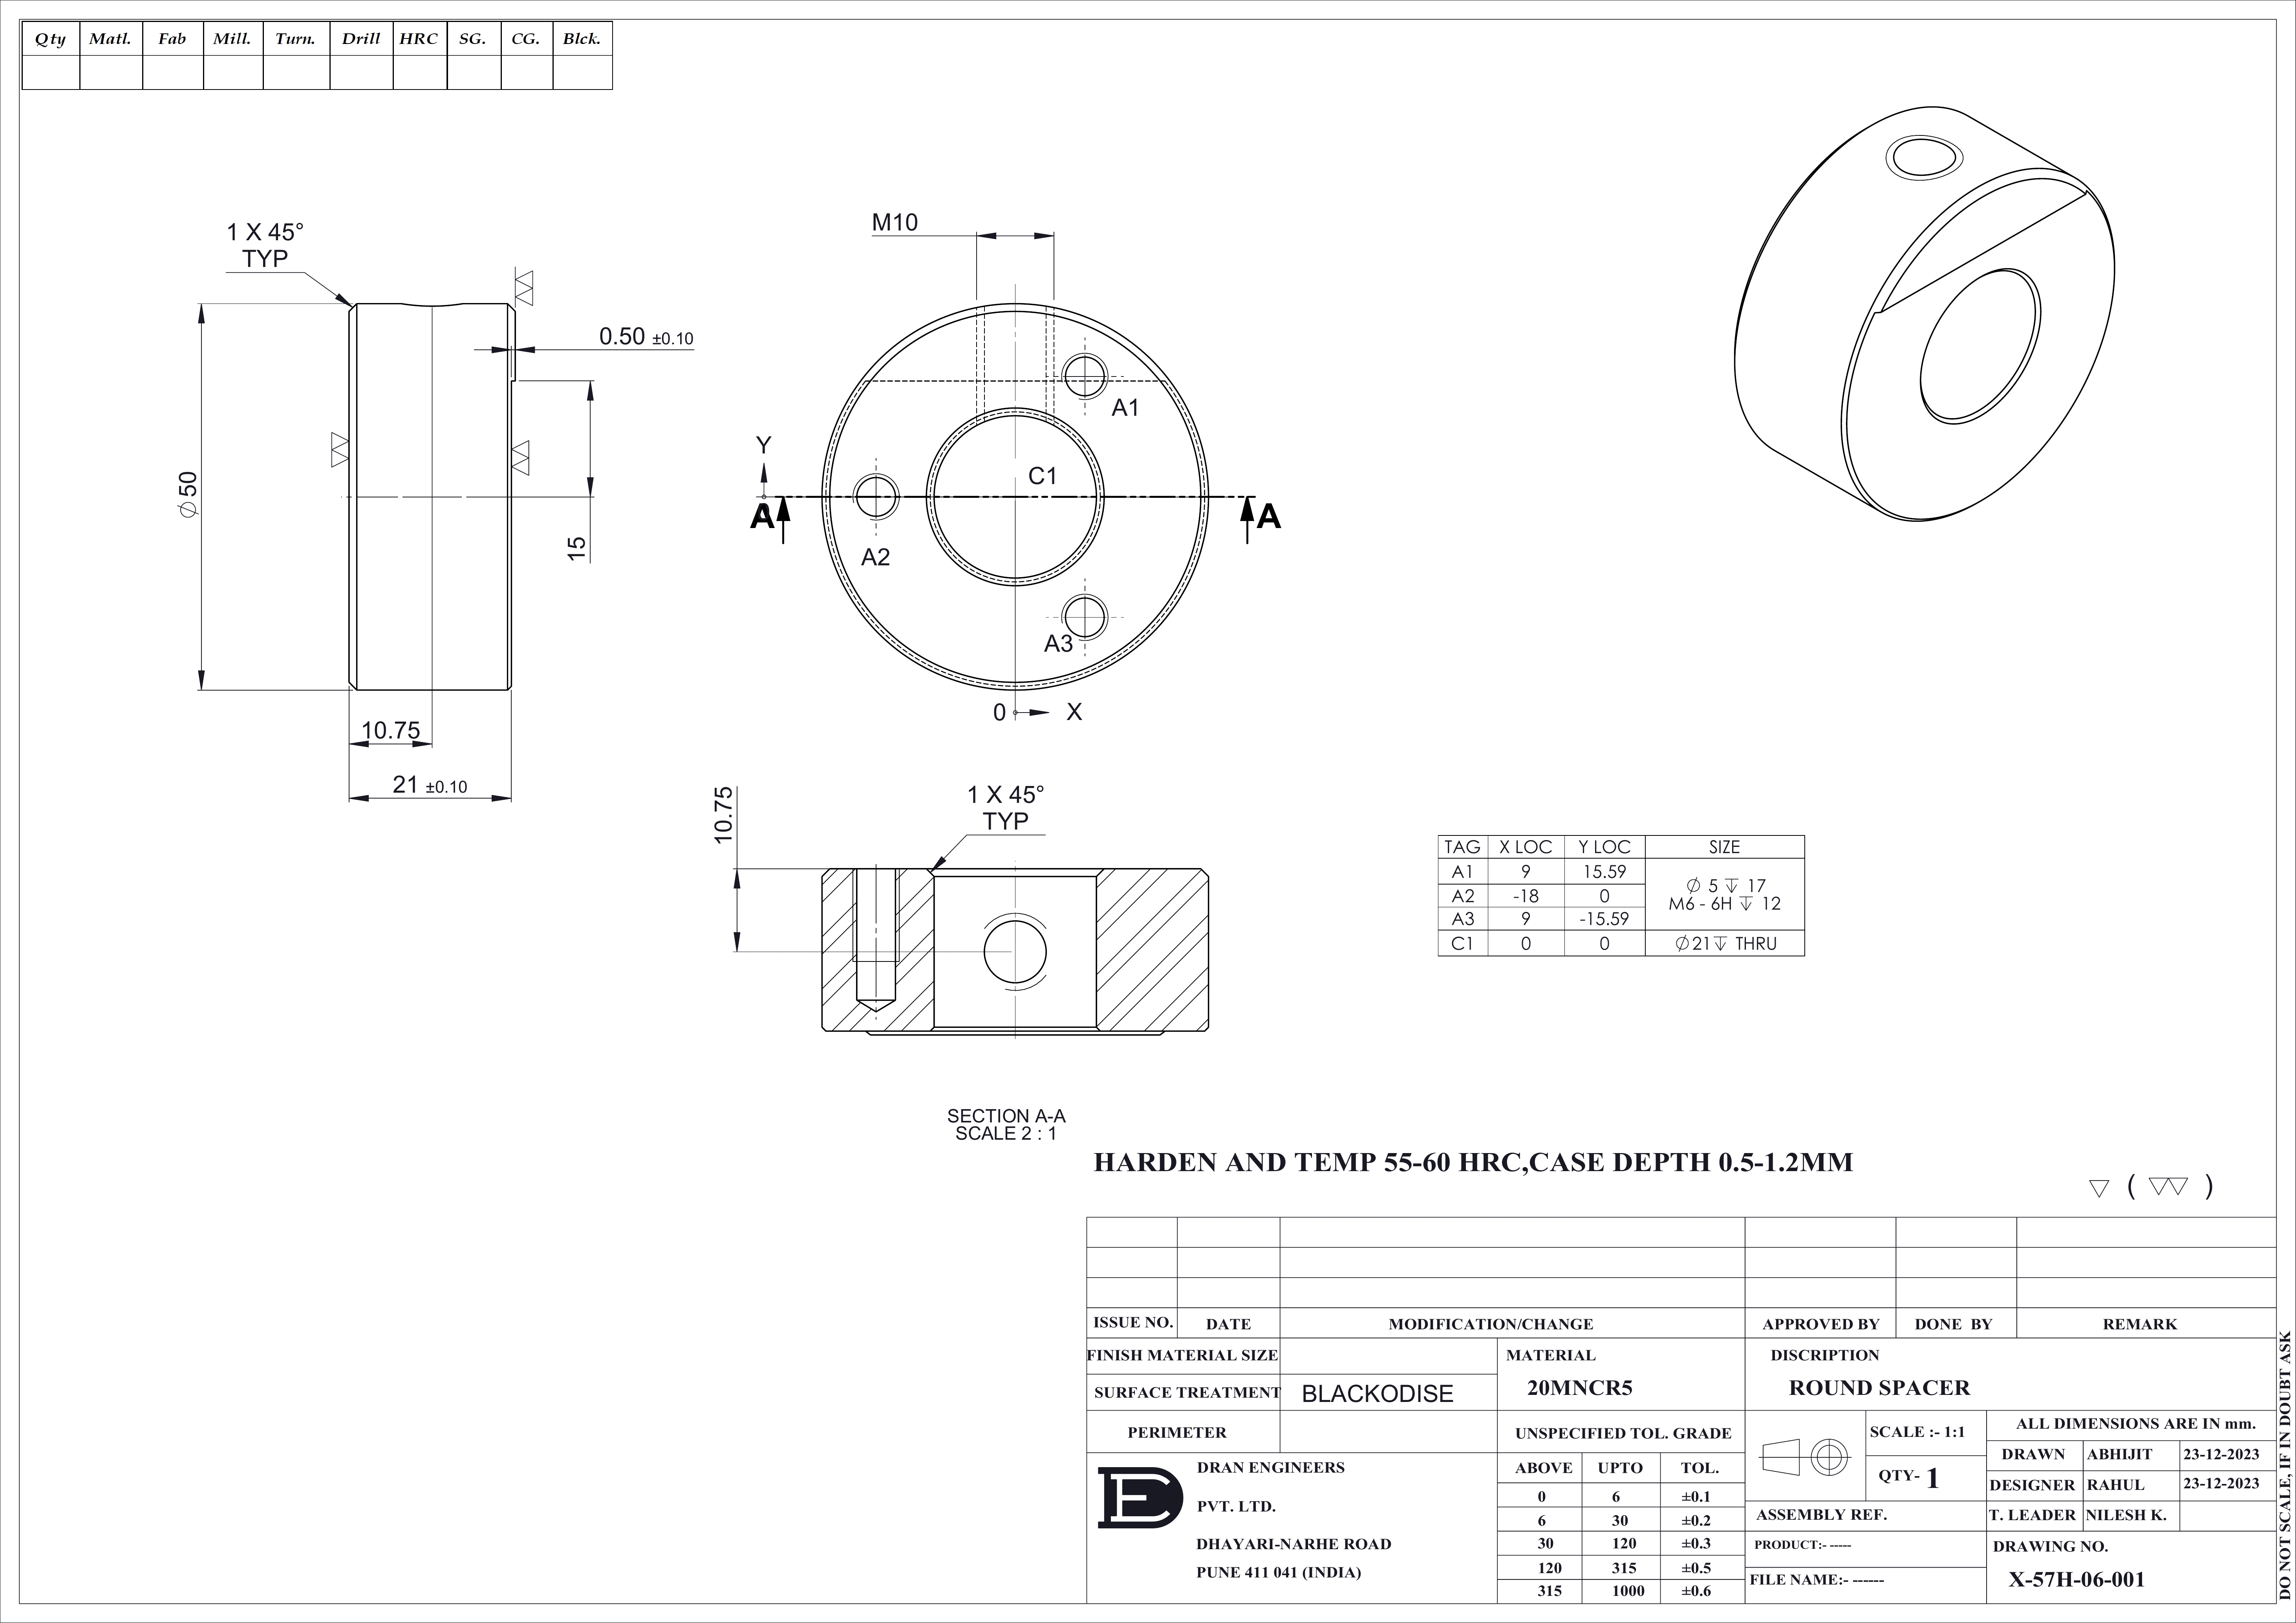 Qty Matl. Fab Mill. Turn. Drill HRC SG. CG. Blck.
1 X 45°
TYP
0.50 ±0.10
∅50
15
10.75
21 ±0.10
M10
A1
Y
C1
A A
A2
A3
0 X
10.75
1 X 45°
TYP
SECTION A-A
SCALE 2 : 1
TAG X LOC Y LOC SIZE
A1 9 15.59
∅ 5 ↧ 17
A2 -18 0
M6 - 6H ↧ 12
A3 9 -15.59
C1 0 0 ∅21↧ THRU
HARDEN AND TEMP 55-60 HRC,CASE DEPTH 0.5-1.2MM
▽ ( ▽▽ )
ISSUE NO. DATE MODIFICATION/CHANGE APPROVED BY DONE BY REMARK
FINISH MATERIAL SIZE
SURFACE TREATMENT BLACKODISE
PERIMETER
MATERIAL
20MNCR5
DISCRIPTION
ROUND SPACER
DRAN ENGINEERS
PVT. LTD.
DHAYARI-NARHE ROAD
PUNE 411 041 (INDIA)
UNSPECIFIED TOL. GRADE
ABOVE UPTO TOL.
0 6 ±0.1
6 30 ±0.2
30 120 ±0.3
120 315 ±0.5
315 1000 ±0.6
SCALE :- 1:1
QTY- 1
ALL DIMENSIONS ARE IN mm.
DRAWN ABHIJIT 23-12-2023
DESIGNER RAHUL 23-12-2023
T. LEADER NILESH K.
ASSEMBLY REF.
PRODUCT:- -----
FILE NAME:- ------
DRAWING NO.
X-57H-06-001
DO NOT SCALE, IF IN DOUBT ASK